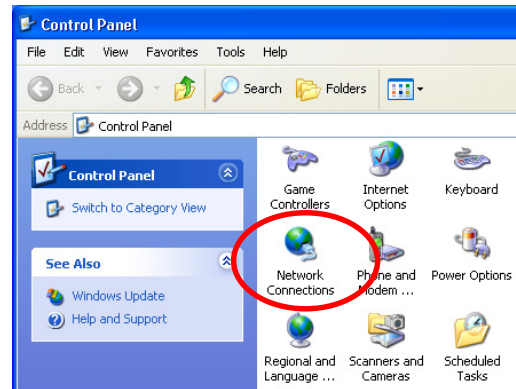 Control Panel
File Edit View Favorites Tools Help
Back Search Folders
Address Control Panel
Control Panel
Switch to Category View
See Also
Windows Update
Help and Support
Game Controllers
Internet Options
Keyboard
Network Connections
Phone and Modem ...
Power Options
Regional and Language ...
Scanners and Cameras
Scheduled Tasks